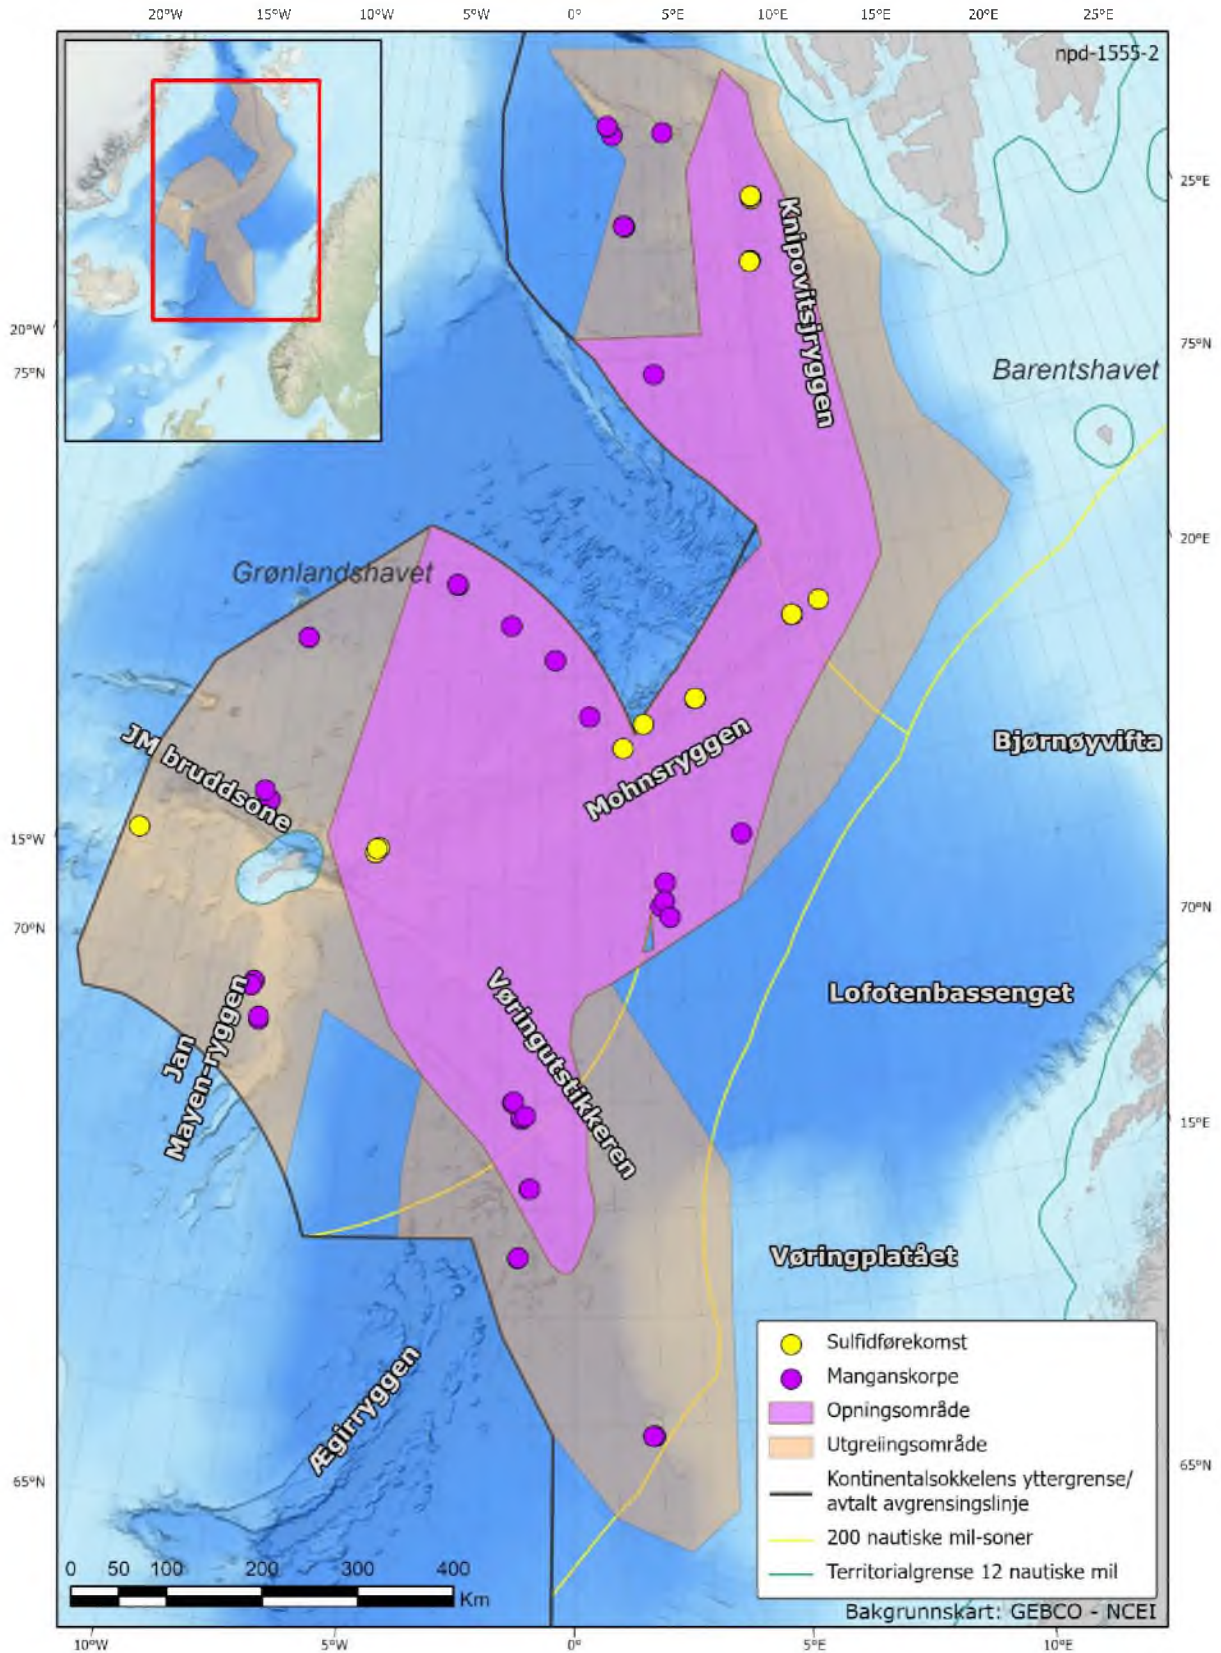 20°W 15°W 10°W 5°W 0° 5°E 10°E 15°E 20°E 25°E
npd-1555-2
25°E
20°W
75°N
75°N
Knipovitsjryggen
Barentshavet
20°E
Grønlandshavet
JM bruddsone
Mohnsryggen
Bjørnøyvifta
15°W
70°N
70°N
Jan
Mayen-ryggen
Vøringutstikkeren
Lofotenbassenget
15°E
Vøringplatået
Ægirryggen
65°N
65°N
Sulfidførekomst
Manganskorpe
Opningsområde
Utgreiingsområde
Kontinentalsokkelens yttergrense/
avtalt avgrensingslinje
200 nautiske mil-soner
Territorialgrense 12 nautiske mil
0 50 100 200 300 400
Km
Bakgrunnskart: GEBCO - NCEI
10°W 5°W 0° 5°E 10°E